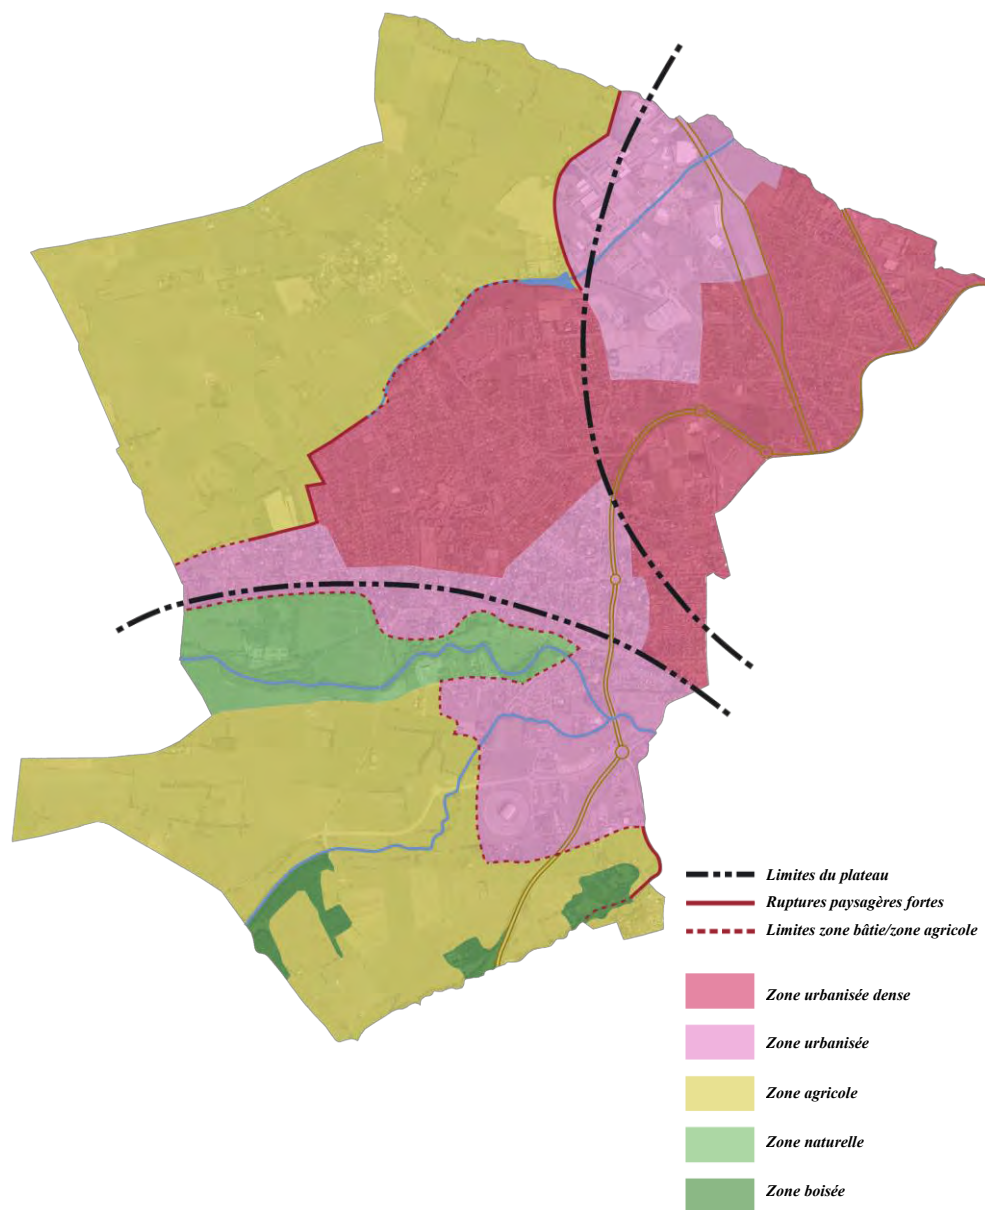 Limites du plateau
Ruptures paysagères fortes
Limites zone bâtie/zone agricole
Zone urbanisée dense
Zone urbanisée
Zone agricole
Zone naturelle
Zone boisée